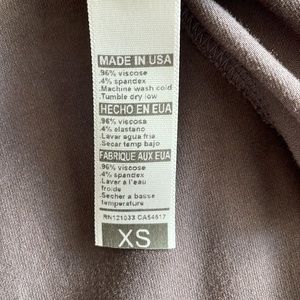 MADE IN USA
.96% viscose
.4% spandex
.Machine wash cold
.Tumble dry low
HECHO EN EUA
.96% viscosa
.4% elastano
.Lavar agua fria
.Secar temp bajo
FABRIQUE AUX EUA
.96% viscose
.4% spandex
.Laver a l'eau
froide
.Secher a basse
temperature
RN121033 CA54517
XS